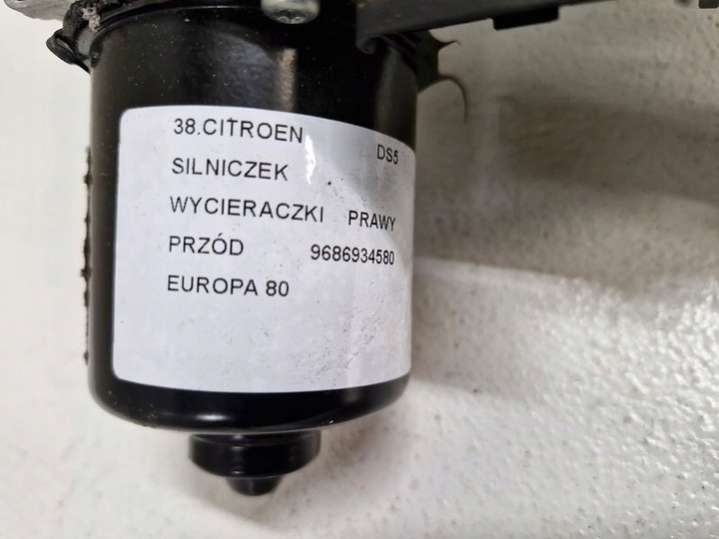 38.CITROEN DS5
SILNICZEK
WYCIERACZKI PRAWY
PRZÓD 9686934580
EUROPA 80